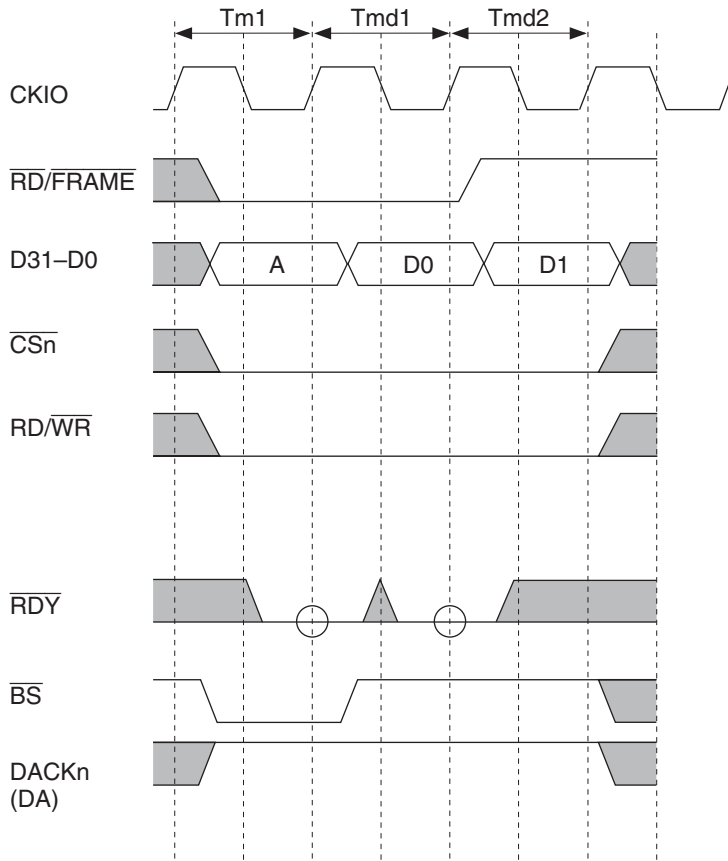 Tm1 Tmd1 Tmd2
CKIO
RD/FRAME
D31–D0 A D0 D1
CSn
RD/WR
RDY
BS
DACKn
(DA)